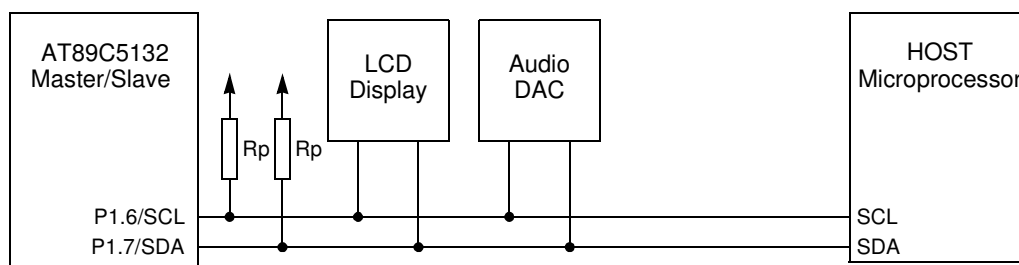 AT89C5132
Master/Slave
LCD
Display
Audio
DAC
HOST
Microprocessor
Rp
Rp
P1.6/SCL
SCL
P1.7/SDA
SDA